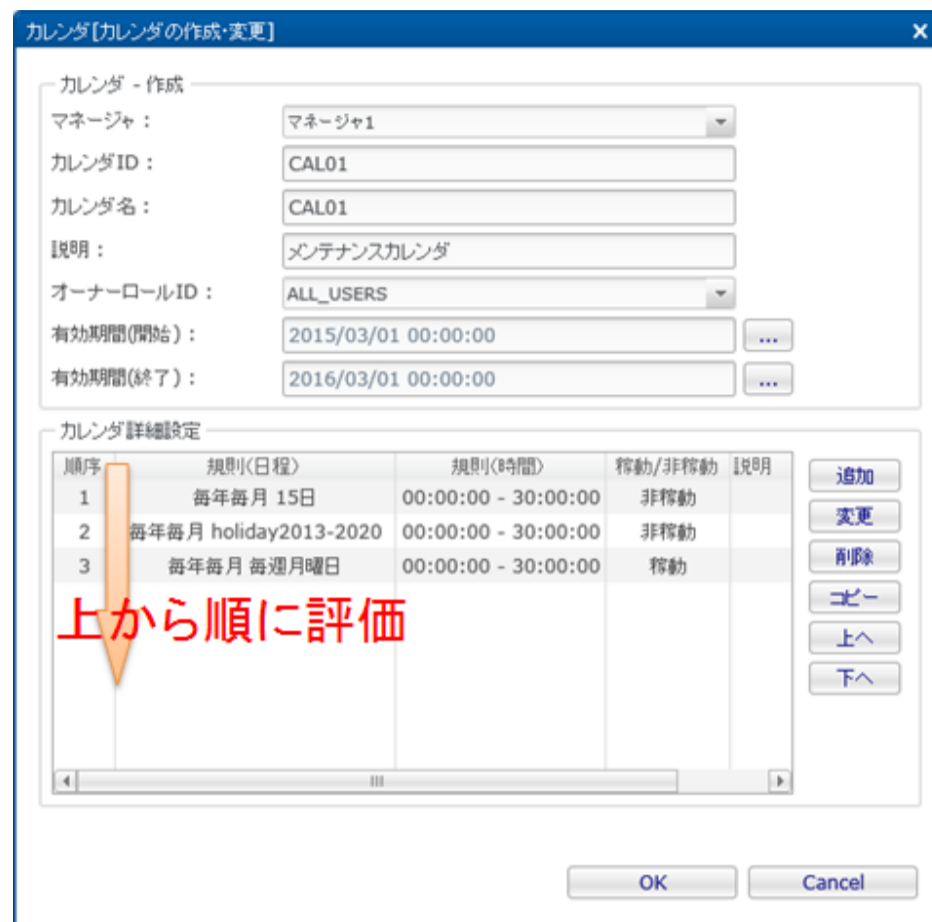 カレンダ[カレンダの作成・変更]
カレンダ - 作成
マネージャ： マネージャ1
カレンダID： CAL01
カレンダ名： CAL01
説明： メンテナンスカレンダ
オーナーロールID： ALL_USERS
有効期間(開始)： 2015/03/01 00:00:00 ...
有効期間(終了)： 2016/03/01 00:00:00 ...
カレンダ詳細設定
順序 規則(日程) 規則(時間) 稼動/非稼動 説明
1 毎年毎月 15日 00:00:00 - 30:00:00 非稼動
2 毎年毎月 holiday2013-2020 00:00:00 - 30:00:00 非稼動
3 毎年毎月 毎週月曜日 00:00:00 - 30:00:00 稼動
上から順に評価
追加
変更
削除
コピー
上へ
下へ
OK Cancel